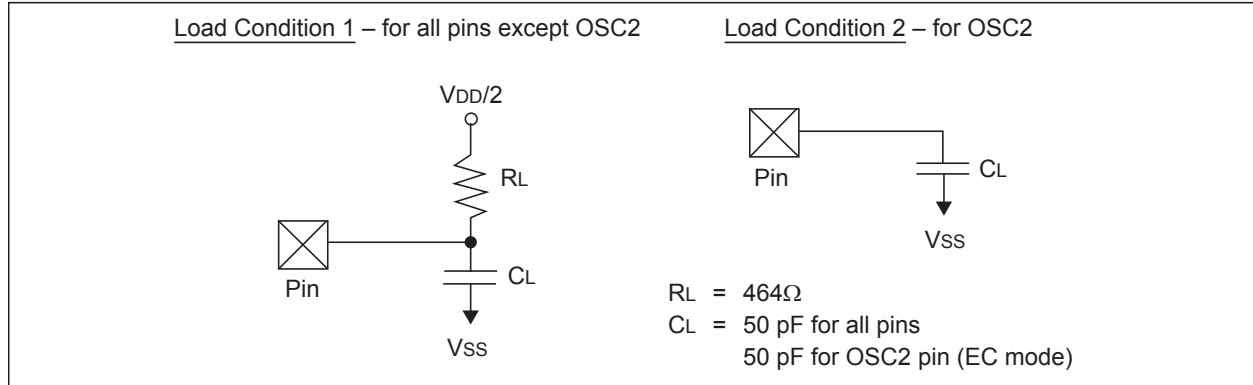 Load Condition 1 – for all pins except OSC2
Load Condition 2 – for OSC2
VDD/2
RL
Pin
CL
VSS
Pin
CL
VSS
RL = 464Ω
CL = 50 pF for all pins
50 pF for OSC2 pin (EC mode)